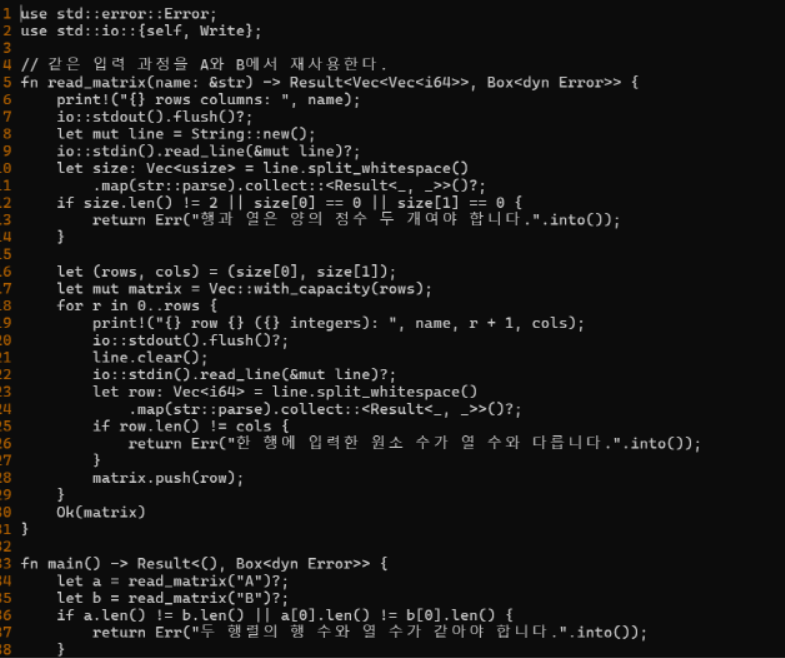 1 use std::error::Error;
2 use std::io::{self, Write};
3
4 // 같은 입력 과정을 A와 B에서 재사용한다.
5 fn read_matrix(name: &str) -> Result<Vec<Vec<i64>>, Box<dyn Error>> {
6     print!("{} rows columns: ", name);
7     io::stdout().flush()?;
8     let mut line = String::new();
9     io::stdin().read_line(&mut line)?;
0     let size: Vec<usize> = line.split_whitespace()
1         .map(str::parse).collect::<Result<_, _>>()?;
2     if size.len() != 2 || size[0] == 0 || size[1] == 0 {
3         return Err("행과 열은 양의 정수 두 개여야 합니다.".into());
4     }
5
6     let (rows, cols) = (size[0], size[1]);
7     let mut matrix = Vec::with_capacity(rows);
8     for r in 0..rows {
9         print!("{} row {} ({} integers): ", name, r + 1, cols);
20         io::stdout().flush()?;
21         line.clear();
22         io::stdin().read_line(&mut line)?;
23         let row: Vec<i64> = line.split_whitespace()
24             .map(str::parse).collect::<Result<_, _>>()?;
25         if row.len() != cols {
26             return Err("한 행에 입력한 원소 수가 열 수와 다릅니다.".into());
27         }
28         matrix.push(row);
29     }
30     Ok(matrix)
31 }
32
33 fn main() -> Result<(), Box<dyn Error>> {
34     let a = read_matrix("A")?;
35     let b = read_matrix("B")?;
36     if a.len() != b.len() || a[0].len() != b[0].len() {
37         return Err("두 행렬의 행 수와 열 수가 같아야 합니다.".into());
38     }